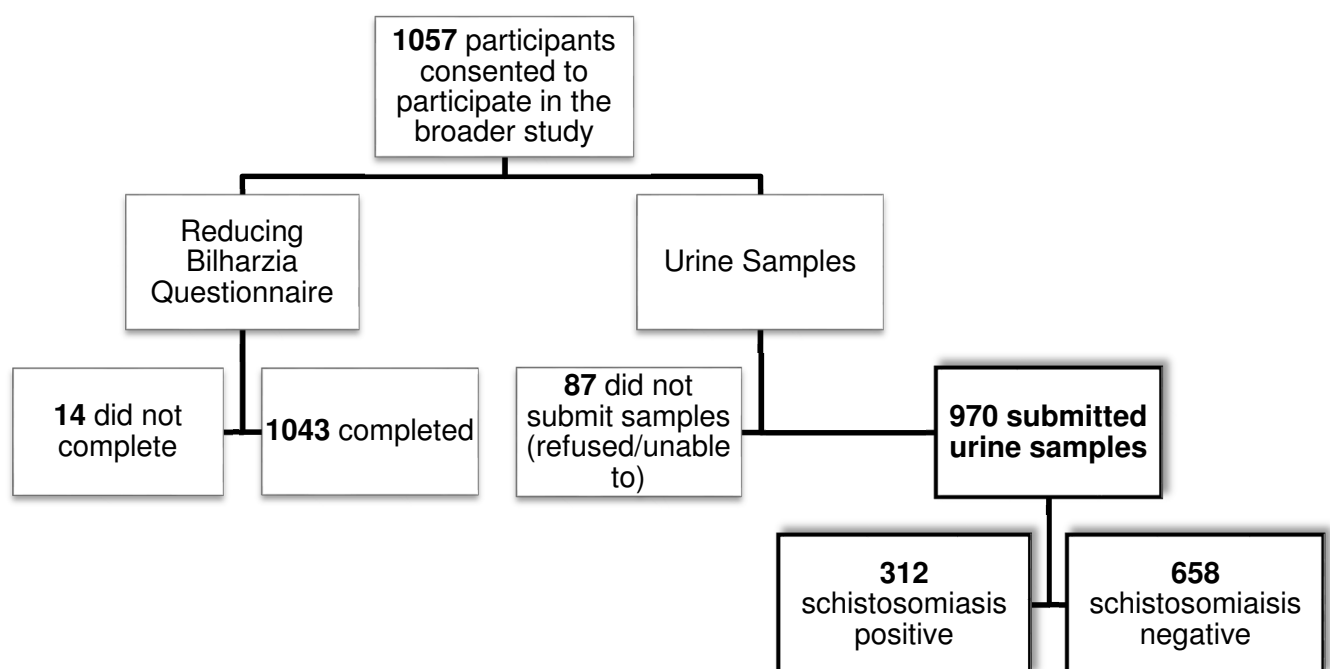 1057 participants
consented to
participate in the
broader study
Reducing
Bilharzia
Questionnaire
Urine Samples
14 did not
complete
1043 completed
87 did not
submit samples
(refused/unable
to)
970 submitted
urine samples
312
schistosomiasis
positive
658
schistosomiaisis
negative